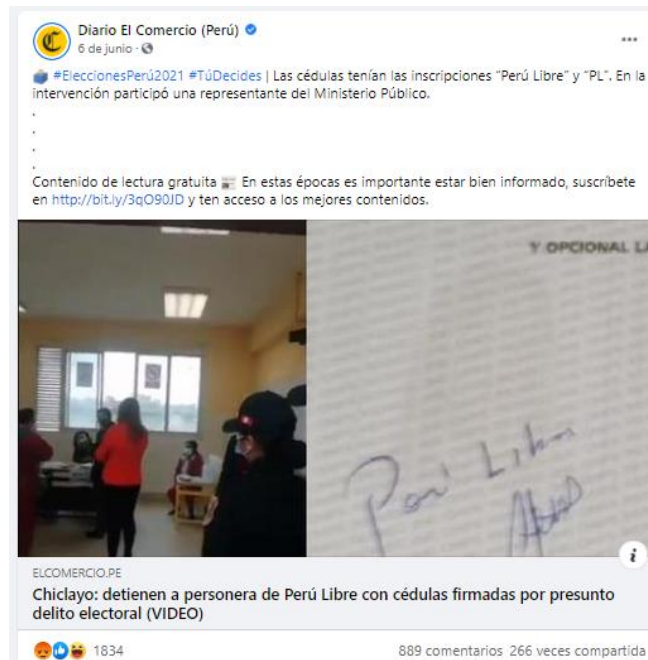 Diario El Comercio (Perú)
6 de junio ·
#EleccionesPerú2021 #TúDecides | Las cédulas tenían las inscripciones “Perú Libre” y “PL”. En la
intervención participó una representante del Ministerio Público.
.
.
.
.
Contenido de lectura gratuita En estas épocas es importante estar bien informado, suscríbete
en http://bit.ly/3qO90JD y ten acceso a los mejores contenidos.
Y OPCIONAL LA
Perú Libre
ELCOMERCIO.PE
Chiclayo: detienen a personera de Perú Libre con cédulas firmadas por presunto
delito electoral (VIDEO)
1834
889 comentarios 266 veces compartida